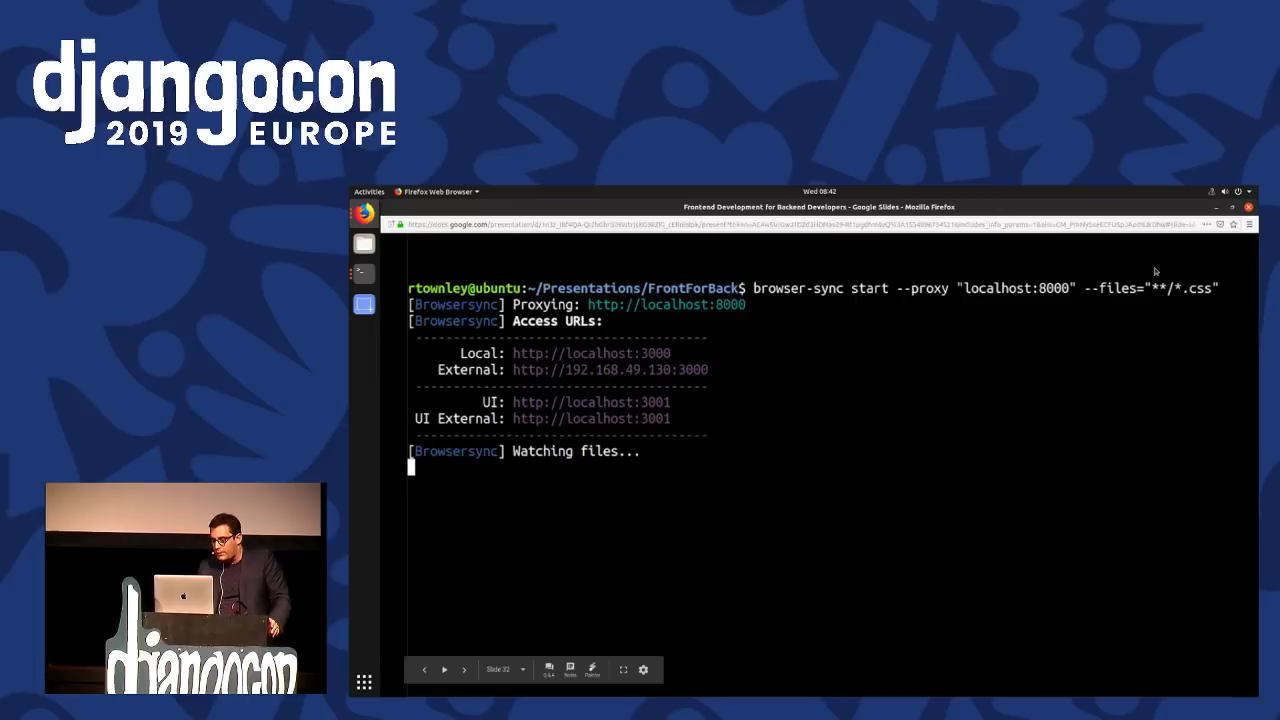 djangocon
2019 EUROPE
Activities
Firefox Web Browser
Wed 08:42
Frontend Development for Backend Developers - Google Slides - Mozilla Firefox
rtownley@ubuntu:~/Presentations/FrontForBack$ browser-sync start --proxy "localhost:8000" --files="**/*.css"
[Browsersync] Proxying: http://localhost:8000
[Browsersync] Access URLs:
--------------------------------------
Local: http://localhost:3000
External: http://192.168.49.130:3000
--------------------------------------
UI: http://localhost:3001
UI External: http://localhost:3001
--------------------------------------
[Browsersync] Watching files...
Slide 32
Q&A
Notes
Pointer
djangocon